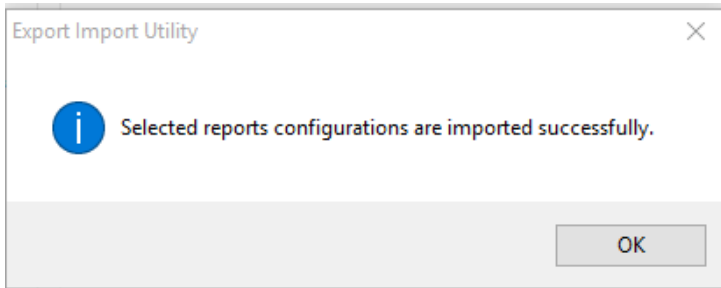 Export Import Utility
Selected reports configurations are imported successfully.
OK